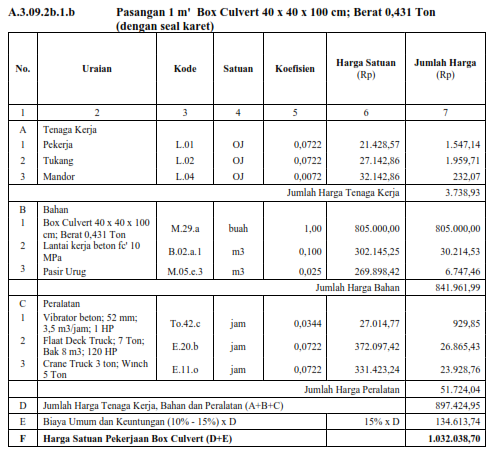 A.3.09.2b.1.b Pasangan 1 m' Box Culvert 40 x 40 x 100 cm; Berat 0,431 Ton
(dengan seal karet)
No. Uraian Kode Satuan Koefisien Harga Satuan (Rp) Jumlah Harga (Rp)
1 2 3 4 5 6 7
A Tenaga Kerja
1 Pekerja L.01 OJ 0,0722 21.428,57 1.547,14
2 Tukang L.02 OJ 0,0722 27.142,86 1.959,71
3 Mandor L.04 OJ 0,0072 32.142,86 232,07
Jumlah Harga Tenaga Kerja 3.738,93
B Bahan
1 Box Culvert 40 x 40 x 100 cm; Berat 0,431 Ton M.29.a buah 1,00 805.000,00 805.000,00
2 Lantai kerja beton fc' 10 MPa B.02.a.1 m3 0,100 302.145,25 30.214,53
3 Pasir Urug M.05.e.3 m3 0,025 269.898,42 6.747,46
Jumlah Harga Bahan 841.961,99
C Peralatan
1 Vibrator beton; 52 mm; 3,5 m3/jam; 1 HP To.42.c jam 0,0344 27.014,77 929,85
2 Flaat Deck Truck; 7 Ton; Bak 8 m3; 120 HP E.20.b jam 0,0722 372.097,42 26.865,43
3 Crane Truck 3 ton; Winch 5 Ton E.11.o jam 0,0722 331.423,24 23.928,76
Jumlah Harga Peralatan 51.724,04
D Jumlah Harga Tenaga Kerja, Bahan dan Peralatan (A+B+C) 897.424,95
E Biaya Umum dan Keuntungan (10% - 15%) x D 15% x D 134.613,74
F Harga Satuan Pekerjaan Box Culvert (D+E) 1.032.038,70